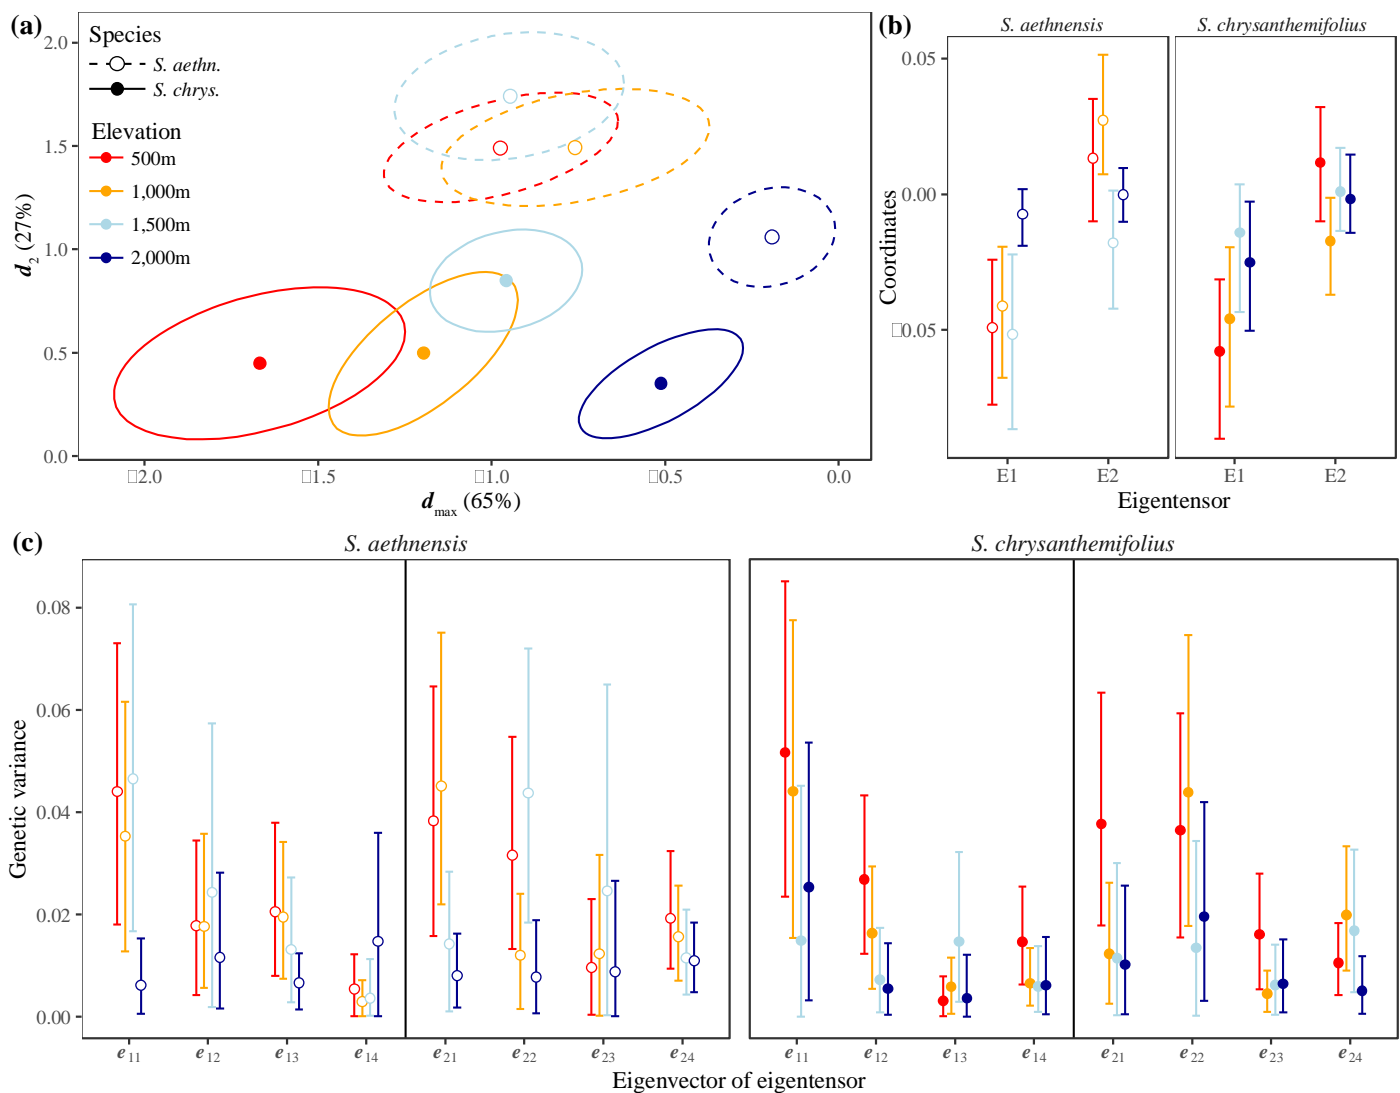 (a)
Species
S. aethn.
S. chrys.
Elevation
500m
1,000m
1,500m
2,000m
2.0
1.5
1.0
0.5
0.0
d2 (27%)
□2.0 □1.5 □1.0 □0.5 0.0
dmax (65%)
(b)
S. aethnensis S. chrysanthemifolius
0.05
0.00
□0.05
Coordinates
E1 E2 E1 E2
Eigentensor
(c)
S. aethnensis S. chrysanthemifolius
0.08
0.06
0.04
0.02
0.00
Genetic variance
e11 e12 e13 e14 e21 e22 e23 e24 e11 e12 e13 e14 e21 e22 e23 e24
Eigenvector of eigentensor